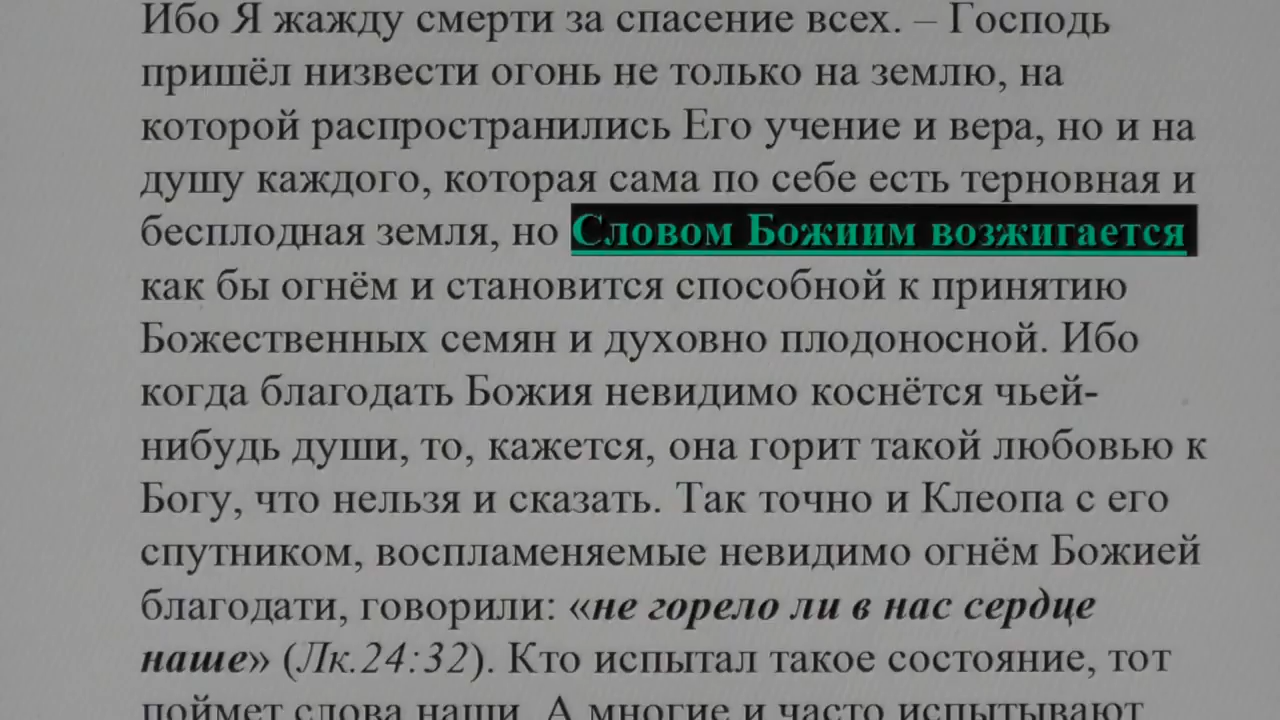 Ибо Я жажду смерти за спасение всех. – Господь
пришёл низвести огонь не только на землю, на
которой распространились Его учение и вера, но и на
душу каждого, которая сама по себе есть терновная и
бесплодная земля, но Словом Божиим возжигается
как бы огнём и становится способной к принятию
Божественных семян и духовно плодоносной. Ибо
когда благодать Божия невидимо коснётся чьей-
нибудь души, то, кажется, она горит такой любовью к
Богу, что нельзя и сказать. Так точно и Клеопа с его
спутником, воспламеняемые невидимо огнём Божией
благодати, говорили: «не горело ли в нас сердце
наше» (Лк.24:32). Кто испытал такое состояние, тот
поймет слова наши. А многие и часто испытывают